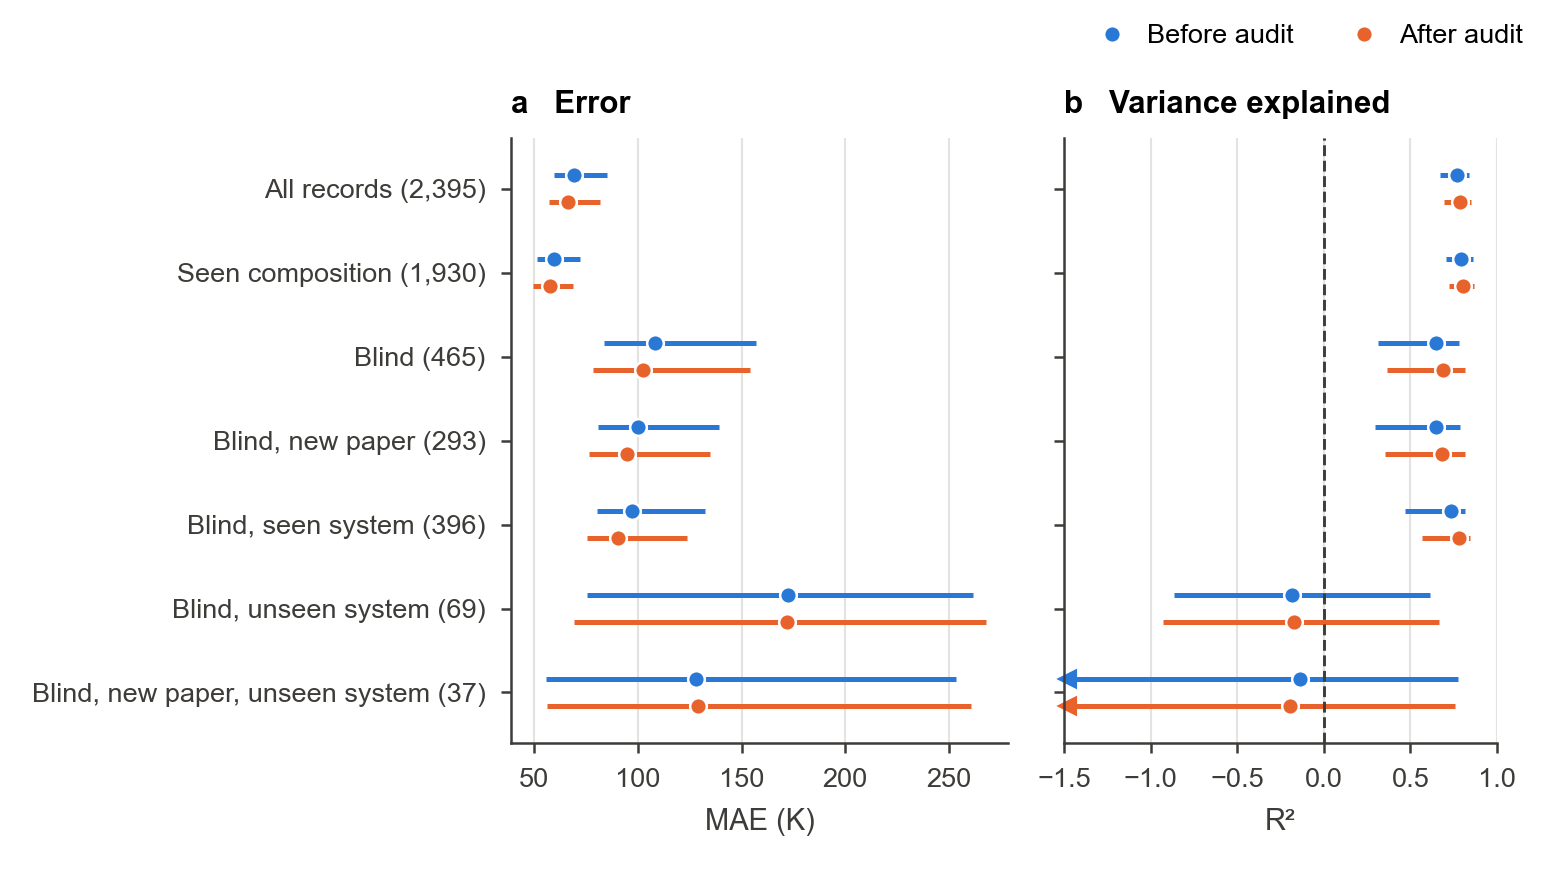 Before audit
After audit
a Error
b Variance explained
All records (2,395)
Seen composition (1,930)
Blind (465)
Blind, new paper (293)
Blind, seen system (396)
Blind, unseen system (69)
Blind, new paper, unseen system (37)
50 100 150 200 250
MAE (K)
−1.5 −1.0 −0.5 0.0 0.5 1.0
R²